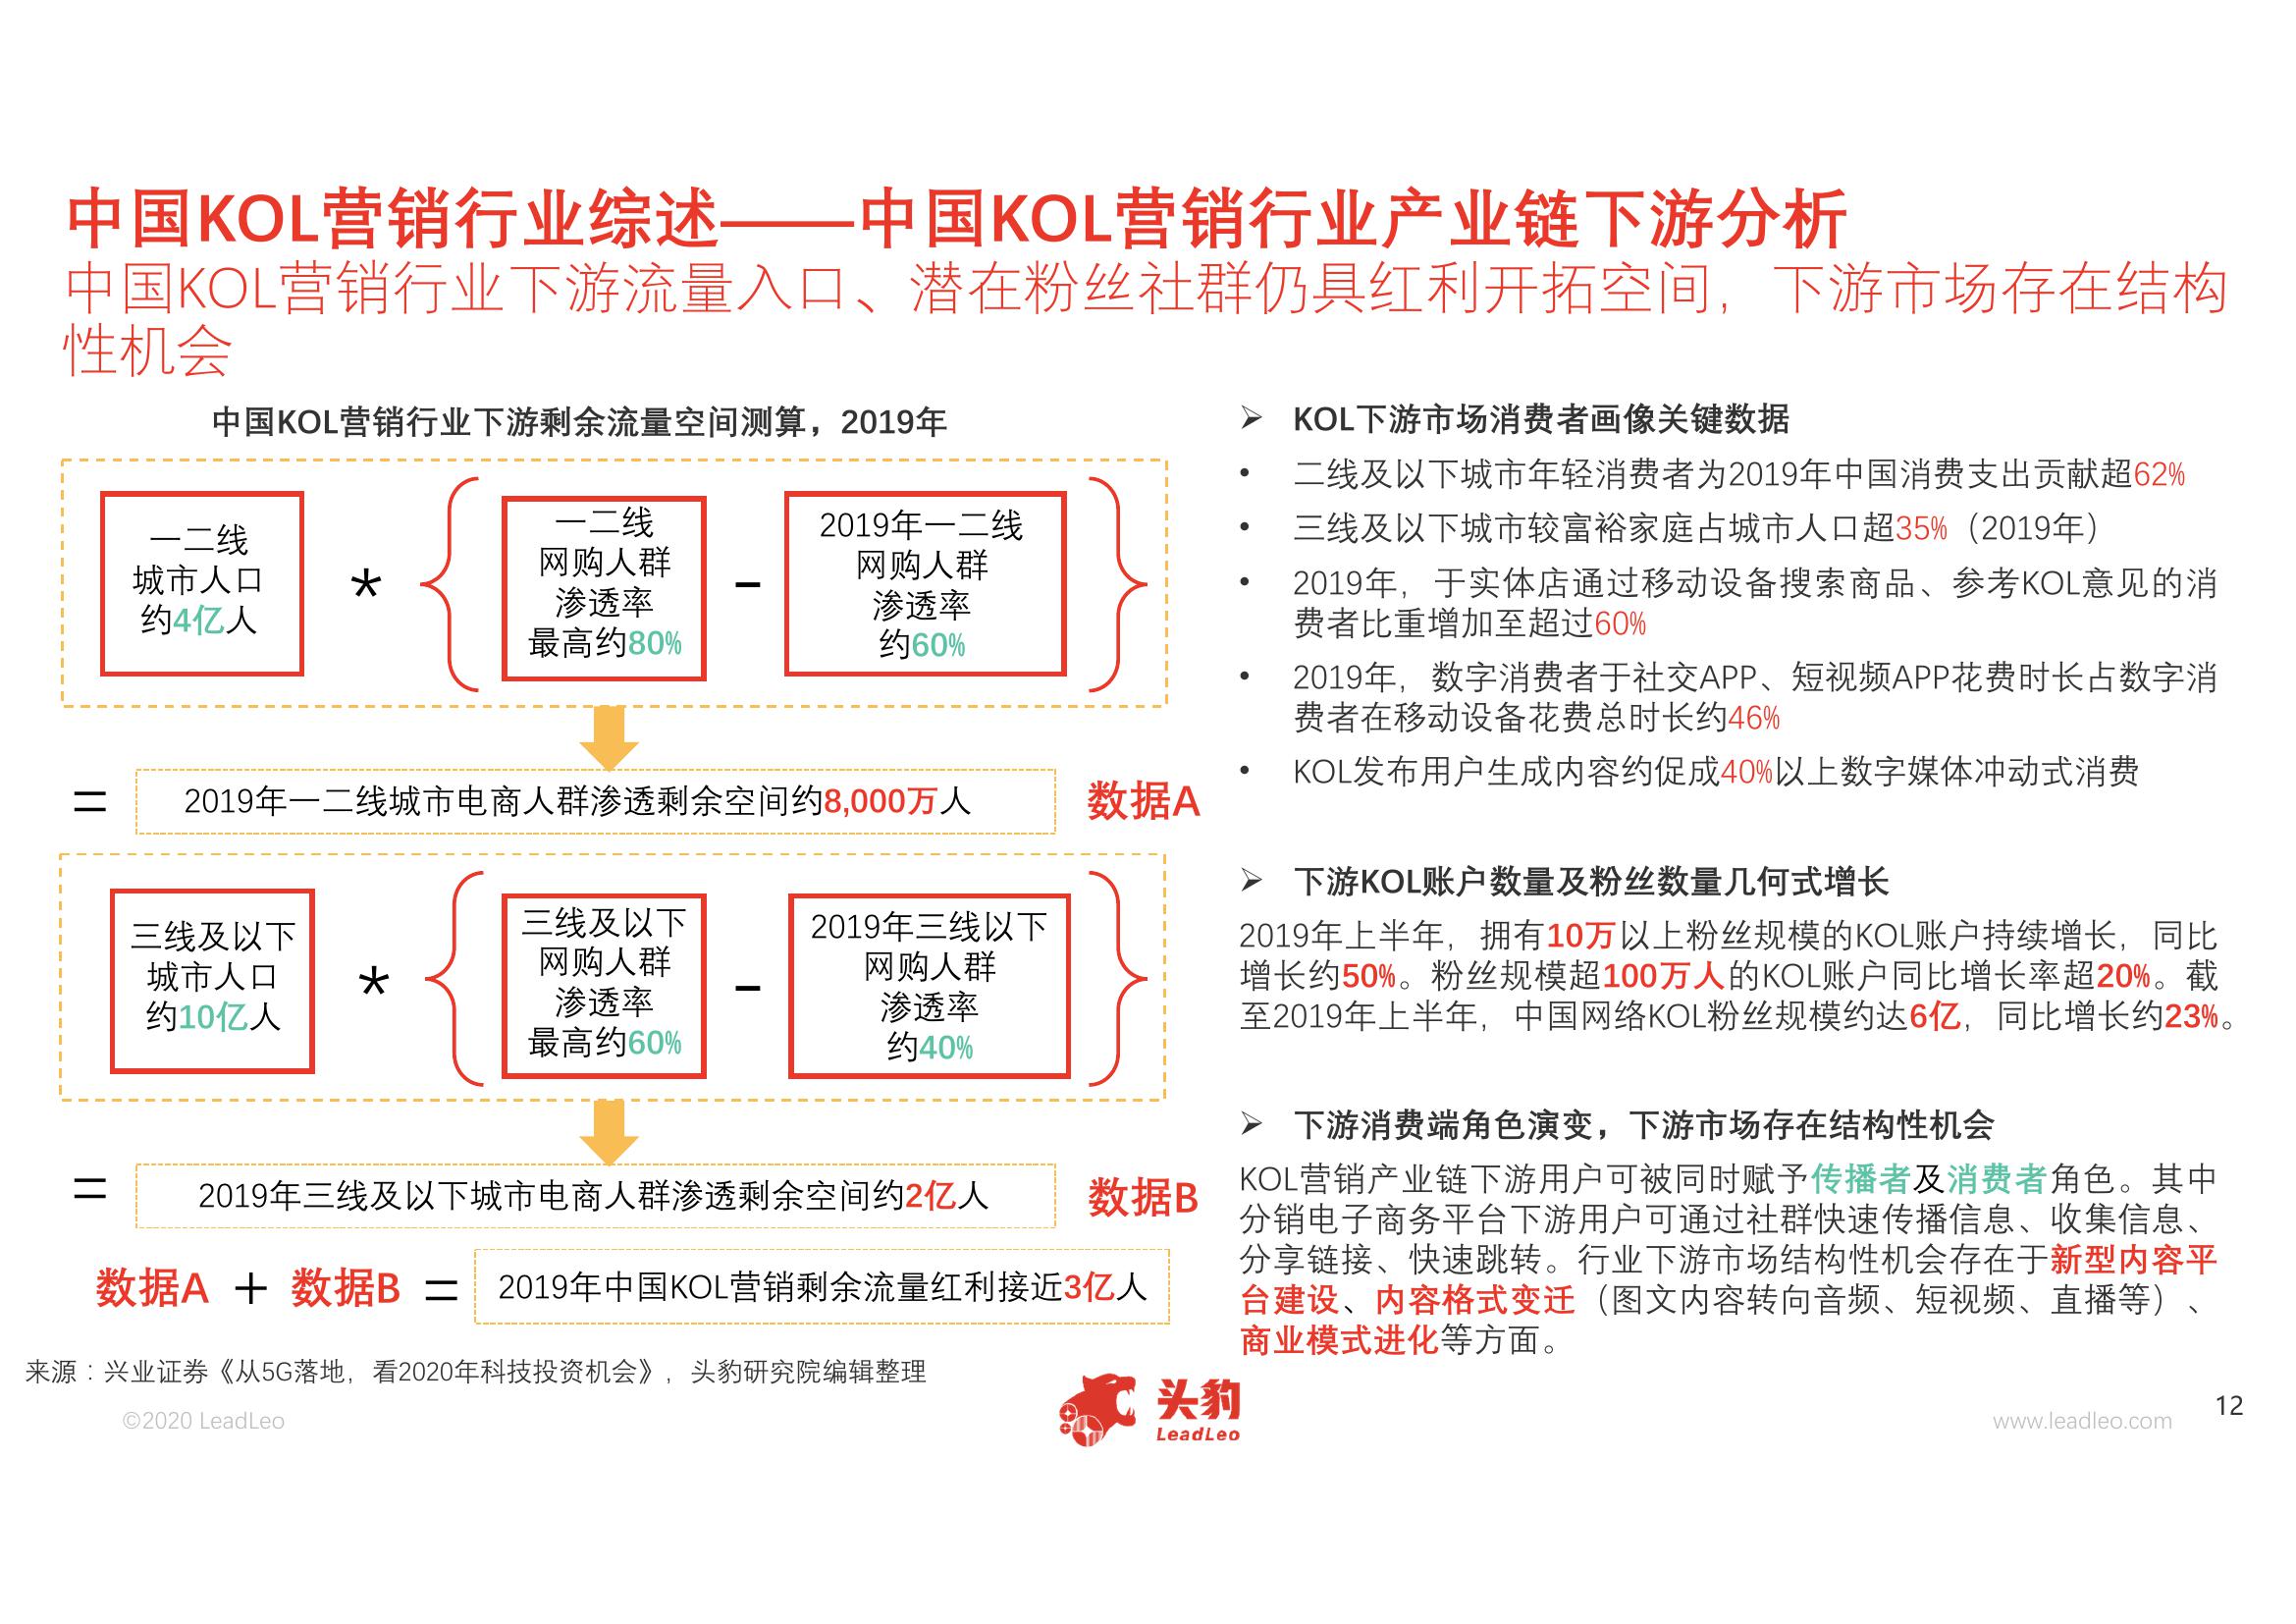 中国KOL营销行业综述——中国KOL营销行业产业链下游分析
中国KOL营销行业下游流量入口、潜在粉丝社群仍具红利开拓空间，下游市场存在结构
性机会
中国KOL营销行业下游剩余流量空间测算，2019年
一二线
城市人口
约4亿人
*
一二线
网购人群
渗透率
最高约80%
-
2019年一二线
网购人群
渗透率
约60%
=
2019年一二线城市电商人群渗透剩余空间约8,000万人
数据A
三线及以下
城市人口
约10亿人
*
三线及以下
网购人群
渗透率
最高约60%
-
2019年三线以下
网购人群
渗透率
约40%
=
2019年三线及以下城市电商人群渗透剩余空间约2亿人
数据B
数据A + 数据B = 2019年中国KOL营销剩余流量红利接近3亿人
来源：兴业证券《从5G落地，看2020年科技投资机会》，头豹研究院编辑整理
➢ KOL下游市场消费者画像关键数据
• 二线及以下城市年轻消费者为2019年中国消费支出贡献超62%
• 三线及以下城市较富裕家庭占城市人口超35%（2019年）
• 2019年，于实体店通过移动设备搜索商品、参考KOL意见的消
费者比重增加至超过60%
• 2019年，数字消费者于社交APP、短视频APP花费时长占数字消
费者在移动设备花费总时长约46%
• KOL发布用户生成内容约促成40%以上数字媒体冲动式消费
➢ 下游KOL账户数量及粉丝数量几何式增长
2019年上半年，拥有10万以上粉丝规模的KOL账户持续增长，同比
增长约50%。粉丝规模超100万人的KOL账户同比增长率超20%。截
至2019年上半年，中国网络KOL粉丝规模约达6亿，同比增长约23%。
➢ 下游消费端角色演变，下游市场存在结构性机会
KOL营销产业链下游用户可被同时赋予传播者及消费者角色。其中
分销电子商务平台下游用户可通过社群快速传播信息、收集信息、
分享链接、快速跳转。行业下游市场结构性机会存在于新型内容平
台建设、内容格式变迁（图文内容转向音频、短视频、直播等）、
商业模式进化等方面。
©2020 LeadLeo
头豹
LeadLeo
www.leadleo.com
12